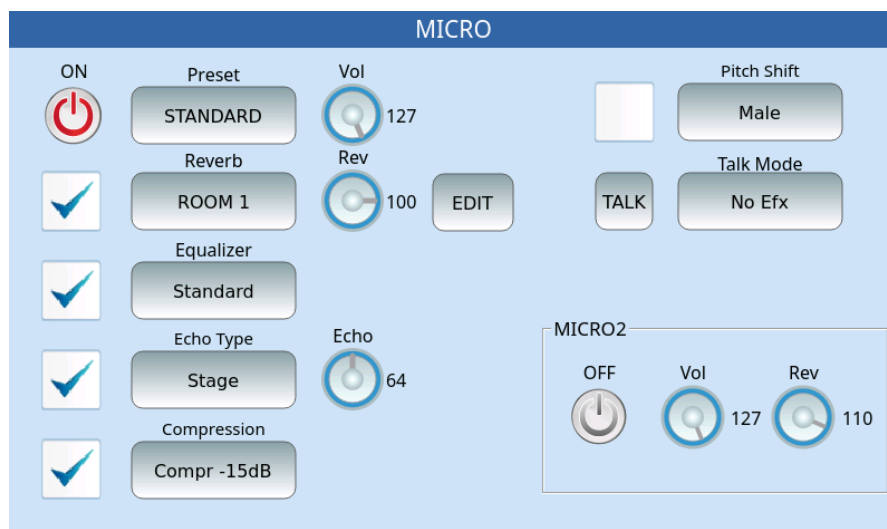 MICRO
ON Preset Vol Pitch Shift
STANDARD 127 Male
Reverb Rev Talk Mode
ROOM 1 100 EDIT TALK No Efx
Equalizer
Standard
Echo Type Echo MICRO2
Stage 64 OFF Vol Rev
127 110
Compression
Compr -15dB